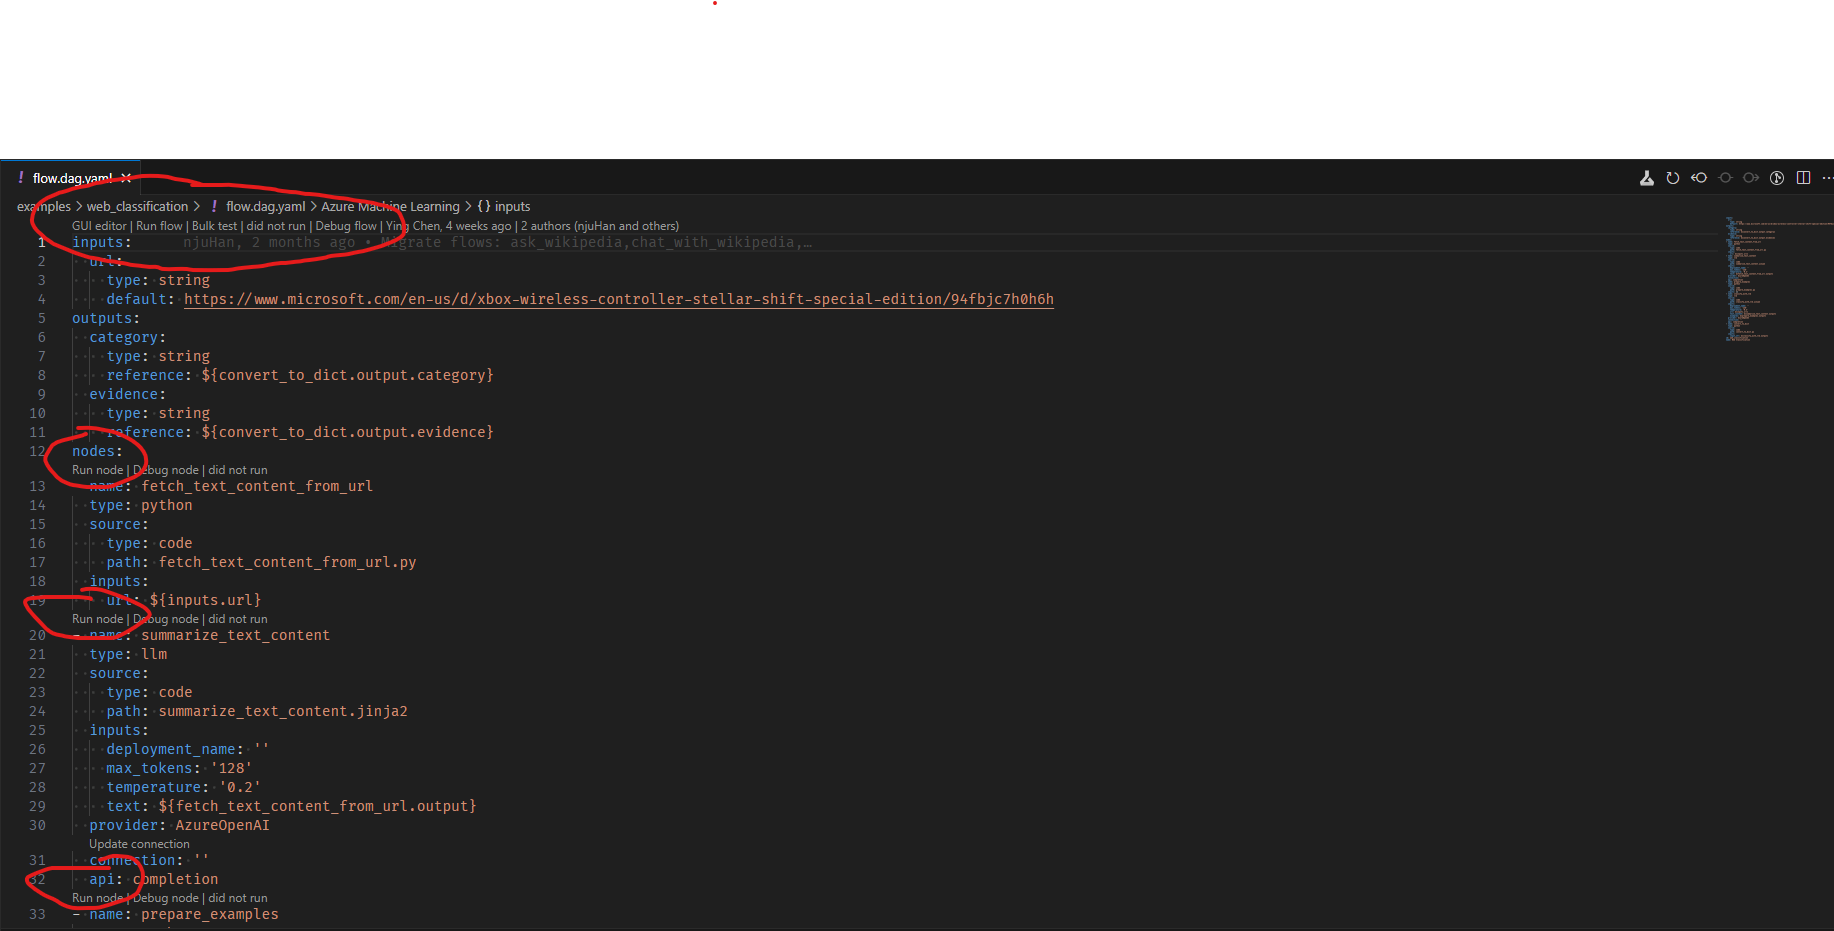 ! flow.dag.yaml ×
examples > web_classification > ! flow.dag.yaml > Azure Machine Learning > {} inputs
GUI editor | Run flow | Bulk test | did not run | Debug flow | Ying Chen, 4 weeks ago | 2 authors (njuHan and others)
1 inputs: njuHan, 2 months ago • Migrate flows: ask_wikipedia,chat_with_wikipedia,…
2 url:
3 type: string
4 default: https://www.microsoft.com/en-us/d/xbox-wireless-controller-stellar-shift-special-edition/94fbjc7h0h6h
5 outputs:
6 category:
7 type: string
8 reference: ${convert_to_dict.output.category}
9 evidence:
10 type: string
11 reference: ${convert_to_dict.output.evidence}
12 nodes:
Run node | Debug node | did not run
13 - name: fetch_text_content_from_url
14 type: python
15 source:
16 type: code
17 path: fetch_text_content_from_url.py
18 inputs:
19 url: ${inputs.url}
Run node | Debug node | did not run
20 - name: summarize_text_content
21 type: llm
22 source:
23 type: code
24 path: summarize_text_content.jinja2
25 inputs:
26 deployment_name: ''
27 max_tokens: '128'
28 temperature: '0.2'
29 text: ${fetch_text_content_from_url.output}
30 provider: AzureOpenAI
Update connection
31 connection: ''
32 api: completion
Run node | Debug node | did not run
33 - name: prepare_examples